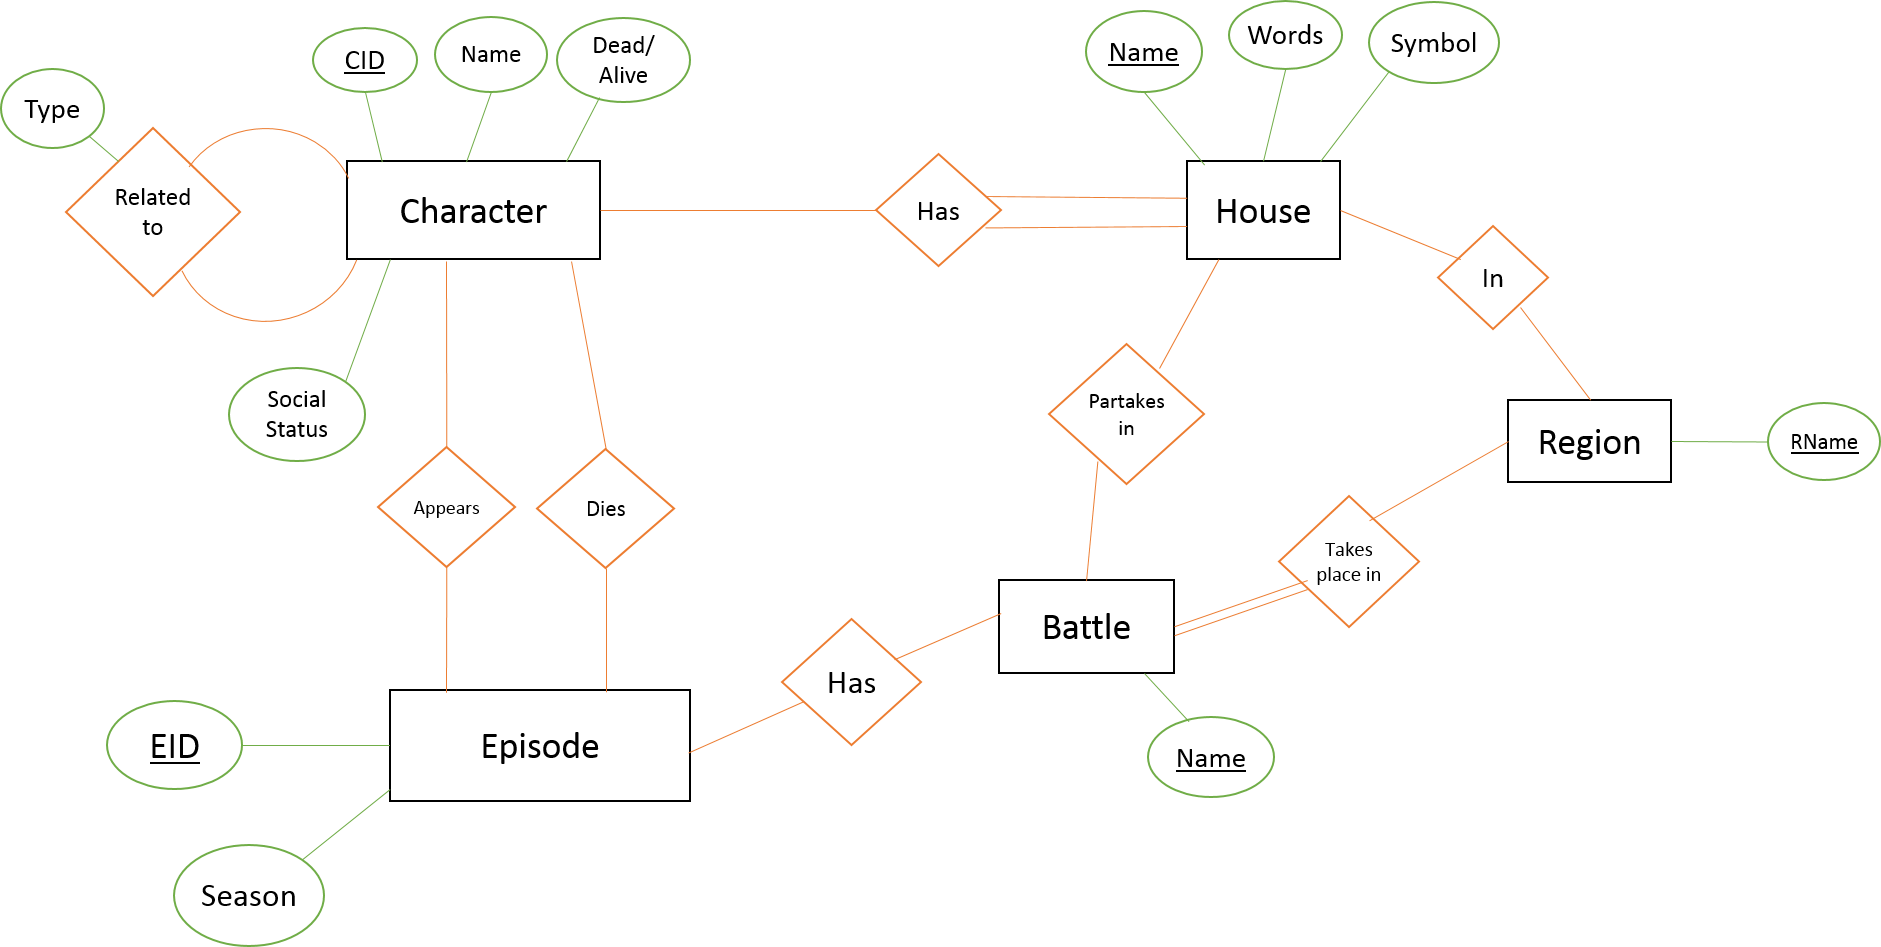 CID
Name
Dead/
Alive
Name
Words
Symbol
Type
Related
to
Character
Has
House
In
Social
Status
Partakes
in
Region
RName
Appears
Dies
Takes
place in
Battle
Has
Name
EID
Episode
Season